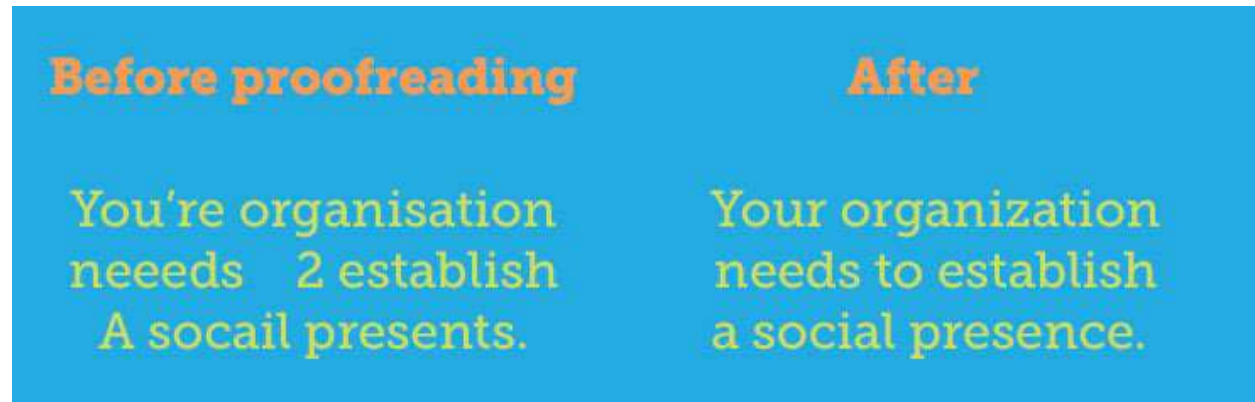 Before proofreading
You're organisation
neeeds    2 establish
A socail presents.
After
Your organization
needs to establish
a social presence.